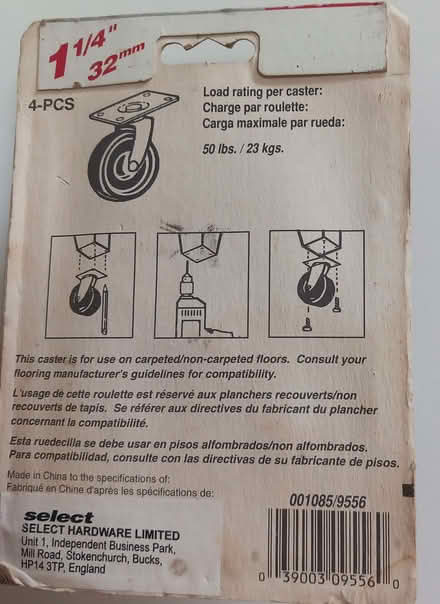 1 1/4"
32mm
4-PCS
Load rating per caster:
Charge par roulette:
Carga maximale par rueda:
50 lbs. / 23 kgs.
This caster is for use on carpeted/non-carpeted floors. Consult your
flooring manufacturer's guidelines for compatibility.
L'usage de cette roulette est réservé aux planchers recouverts/non
recouverts de tapis. Se référer aux directives du fabricant du plancher
concernant la compatibilité.
Esta ruedecilla se debe usar en pisos alfombrados/non alfombrados.
Para compatibilidad, consulte con las directivas de su fabricante de pisos.
Made in China to the specifications of:
Fabriqué en Chine d'après les spécifications de:
select
SELECT HARDWARE LIMITED
Unit 1, Independent Business Park,
Mill Road, Stokenchurch, Bucks,
HP14 3TP, England
001085/9556
0 39003 09556 0